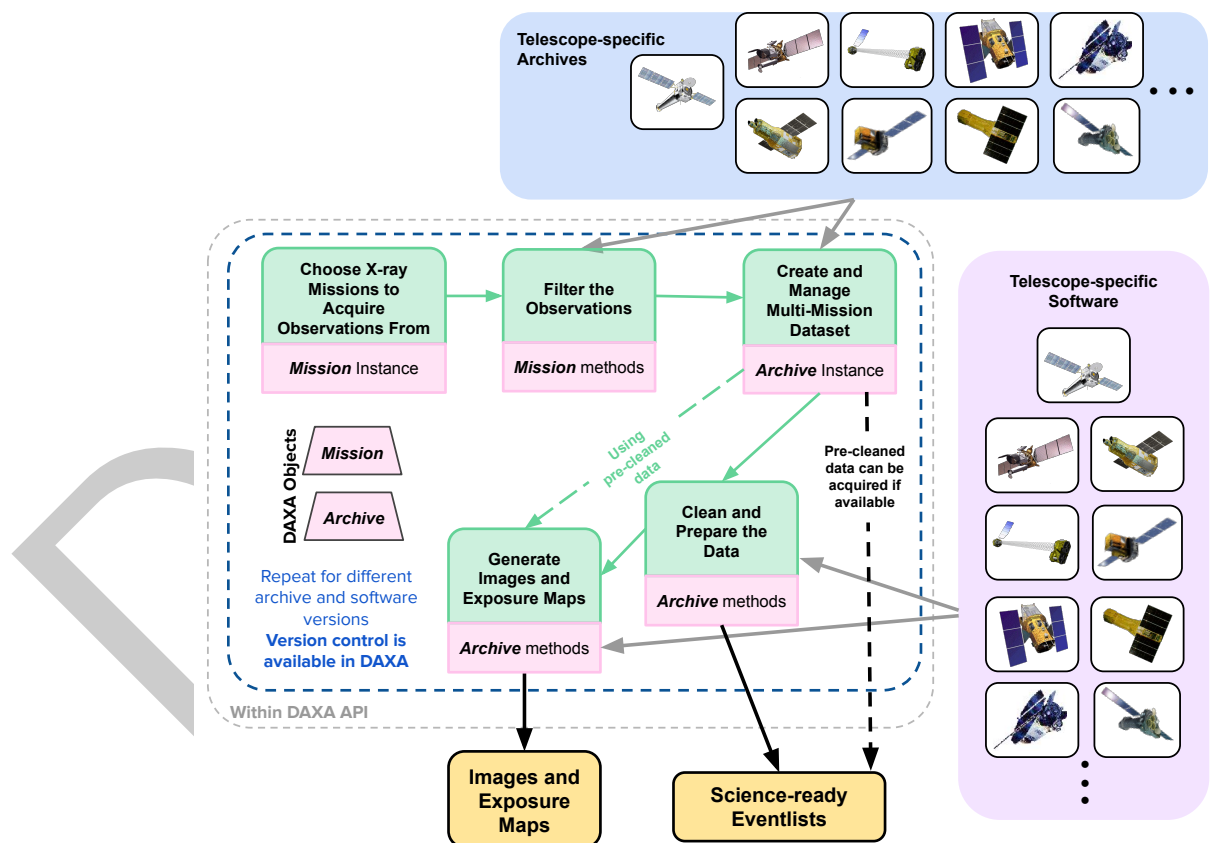 Telescope-specific
Archives
Choose X-ray
Missions to
Acquire
Observations From
Mission Instance
Filter the
Observations
Mission methods
Create and
Manage
Multi-Mission
Dataset
Archive Instance
Telescope-specific
Software
DAXA Objects
Mission
Archive
Using
pre-cleaned
data
Pre-cleaned
data can be
acquired if
available
Clean and
Prepare the
Data
Archive methods
Generate
Images and
Exposure Maps
Archive methods
Repeat for different
archive and software
versions
Version control is
available in DAXA
Within DAXA API
Images and
Exposure
Maps
Science-ready
Eventlists